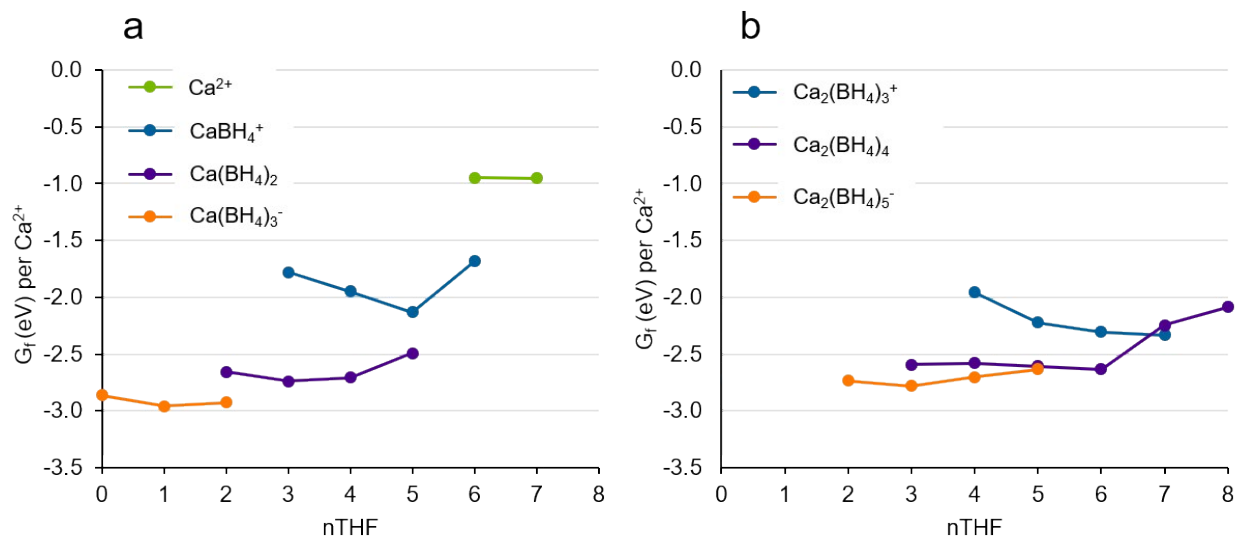 a
0.0
-0.5
-1.0
-1.5
-2.0
-2.5
-3.0
-3.5
G_f (eV) per Ca²⁺
Ca²⁺
CaBH₄⁺
Ca(BH₄)₂
Ca(BH₄)₃⁻
0 1 2 3 4 5 6 7 8
nTHF
b
0.0
-0.5
-1.0
-1.5
-2.0
-2.5
-3.0
-3.5
G_f (eV) per Ca²⁺
Ca₂(BH₄)₃⁺
Ca₂(BH₄)₄
Ca₂(BH₄)₅⁻
0 1 2 3 4 5 6 7 8
nTHF